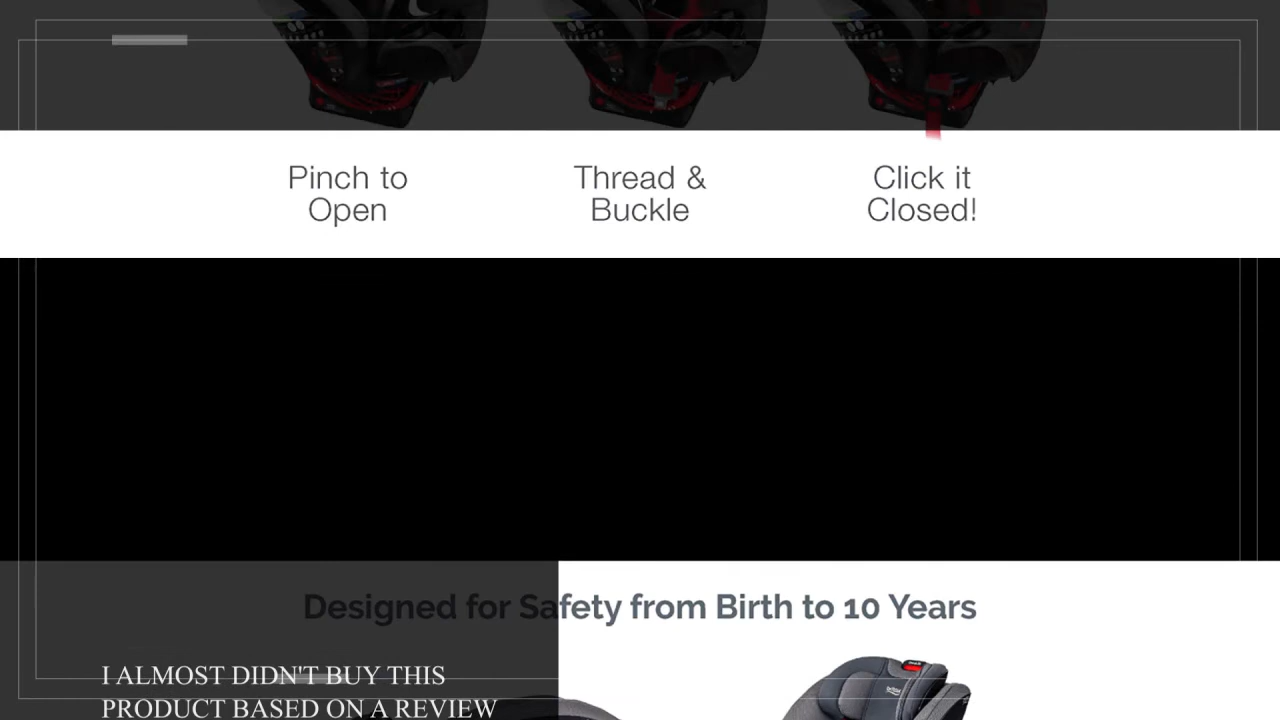 Pinch to
Open
Thread &
Buckle
Click it
Closed!
Designed for Safety from Birth to 10 Years
I ALMOST DIDN'T BUY THIS
PRODUCT BASED ON A REVIEW